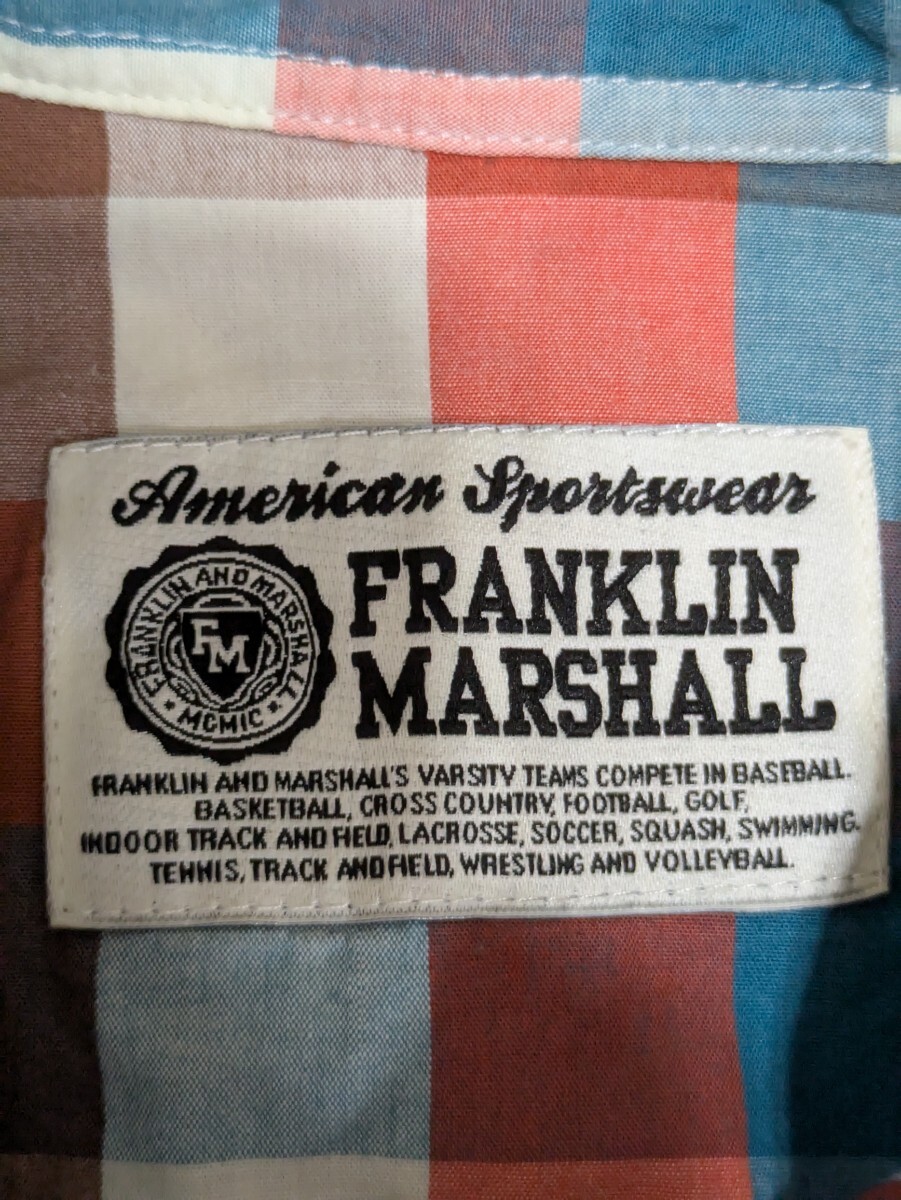 American Sportswear
FRANKLIN AND MARSHALL
FM
* MCMIC *
FRANKLIN
MARSHALL
FRANKLIN AND MARSHALL'S VARSITY TEAMS COMPETE IN BASEBALL.
BASKETBALL, CROSS COUNTRY, FOOTBALL, GOLF,
INDOOR TRACK AND FIELD, LACROSSE, SOCCER, SQUASH, SWIMMING.
TENNIS, TRACK AND FIELD, WRESTLING AND VOLLEYBALL.